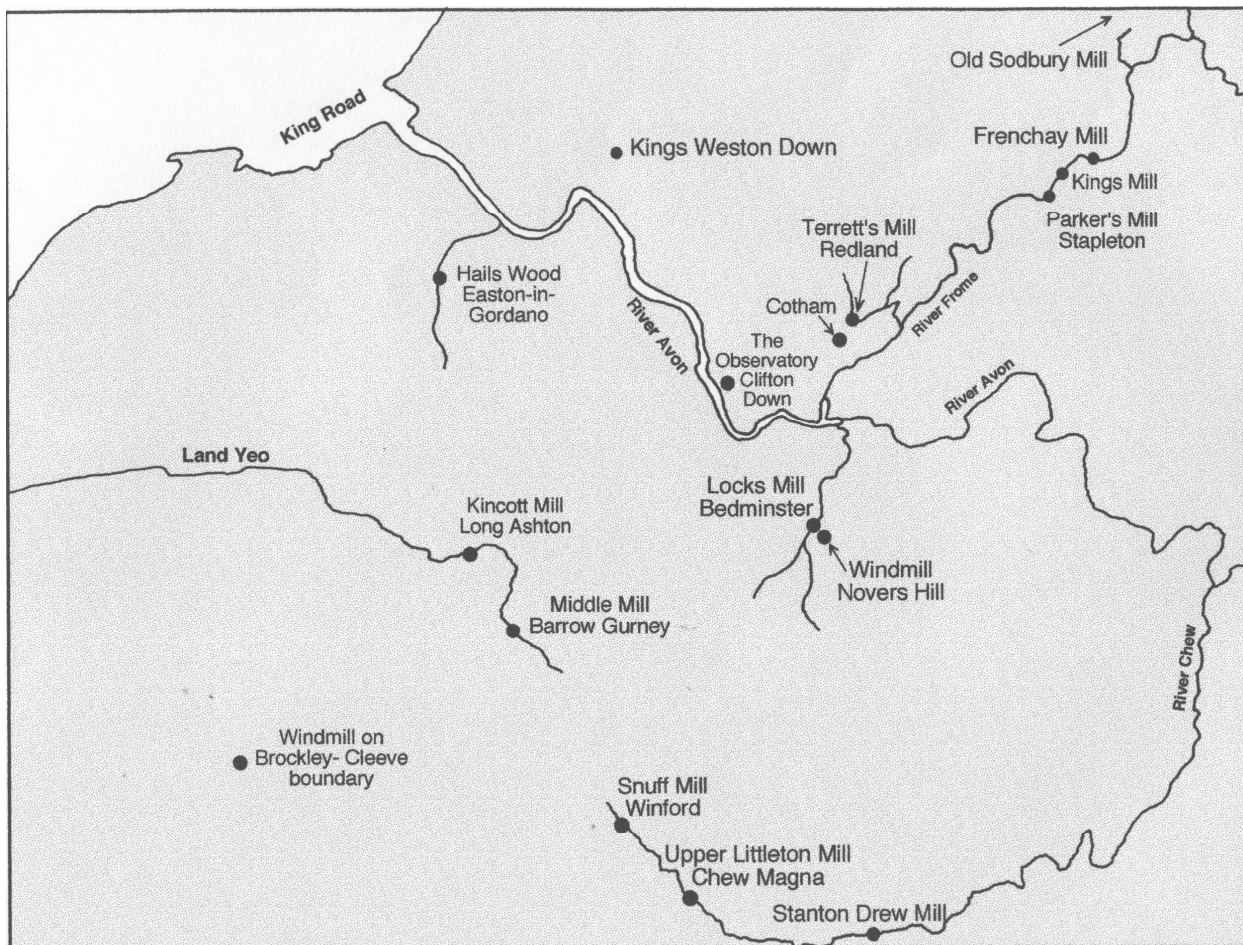 Old Sodbury Mill
King Road
Frenchay Mill
Kings Weston Down
Kings Mill
Parker's Mill
Stapleton
Terrett's Mill
Redland
Hails Wood
Easton-in-
Gordano
River Frome
Cotham
River Avon
The
Observatory
Clifton
Down
River Avon
Land Yeo
Locks Mill
Bedminster
Kincott Mill
Long Ashton
Windmill
Novers Hill
Middle Mill
Barrow Gurney
River Chew
Windmill on
Brockley- Cleeve
boundary
Snuff Mill
Winford
Upper Littleton Mill
Chew Magna
Stanton Drew Mill